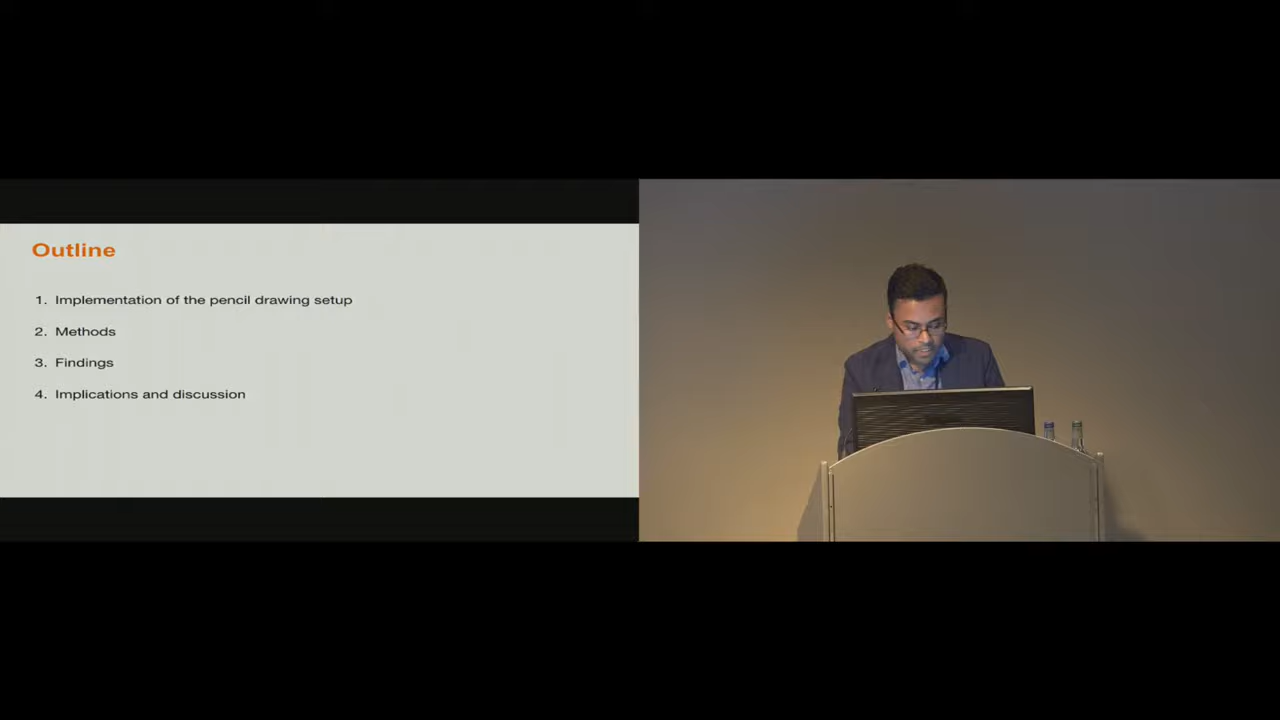 Outline
1. Implementation of the pencil drawing setup
2. Methods
3. Findings
4. Implications and discussion